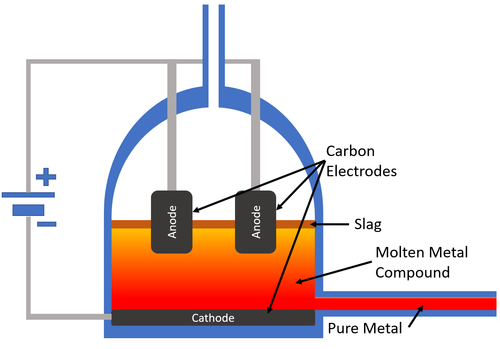 Carbon
Electrodes
Anode
Anode
Slag
Molten Metal
Compound
Cathode
Pure Metal